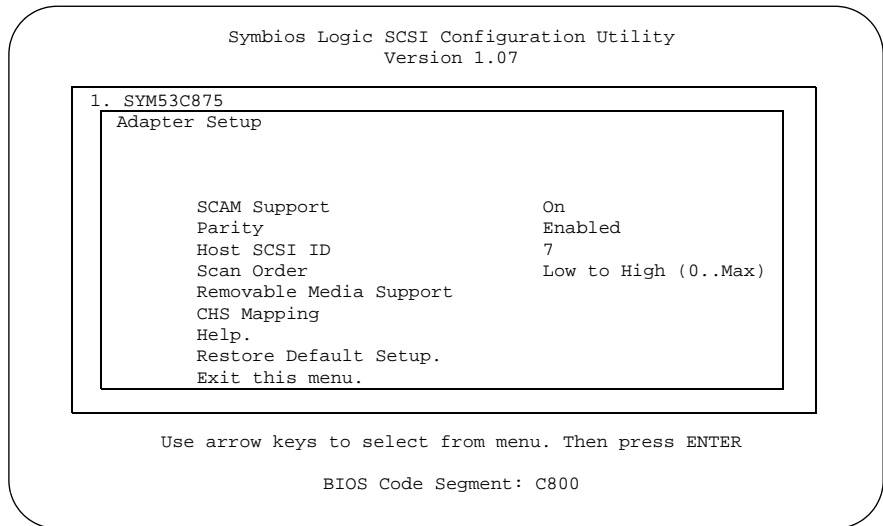 Symbios Logic SCSI Configuration Utility
Version 1.07
1. SYM53C875
Adapter Setup
SCAM Support On
Parity Enabled
Host SCSI ID 7
Scan Order Low to High (0..Max)
Removable Media Support
CHS Mapping
Help.
Restore Default Setup.
Exit this menu.
Use arrow keys to select from menu. Then press ENTER
BIOS Code Segment: C800